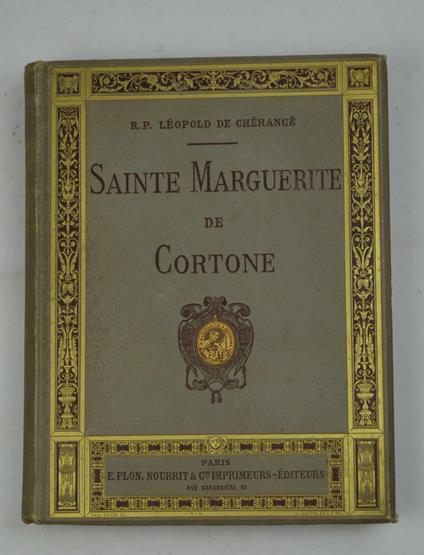 R. P. LÉOPOLD DE CHÉRANCÉ
SAINTE MARGUERITE
DE
CORTONE
PARIS
E. PLON, NOURRIT & Cie IMPRIMEURS-ÉDITEURS
RUE GARANCIÈRE 10